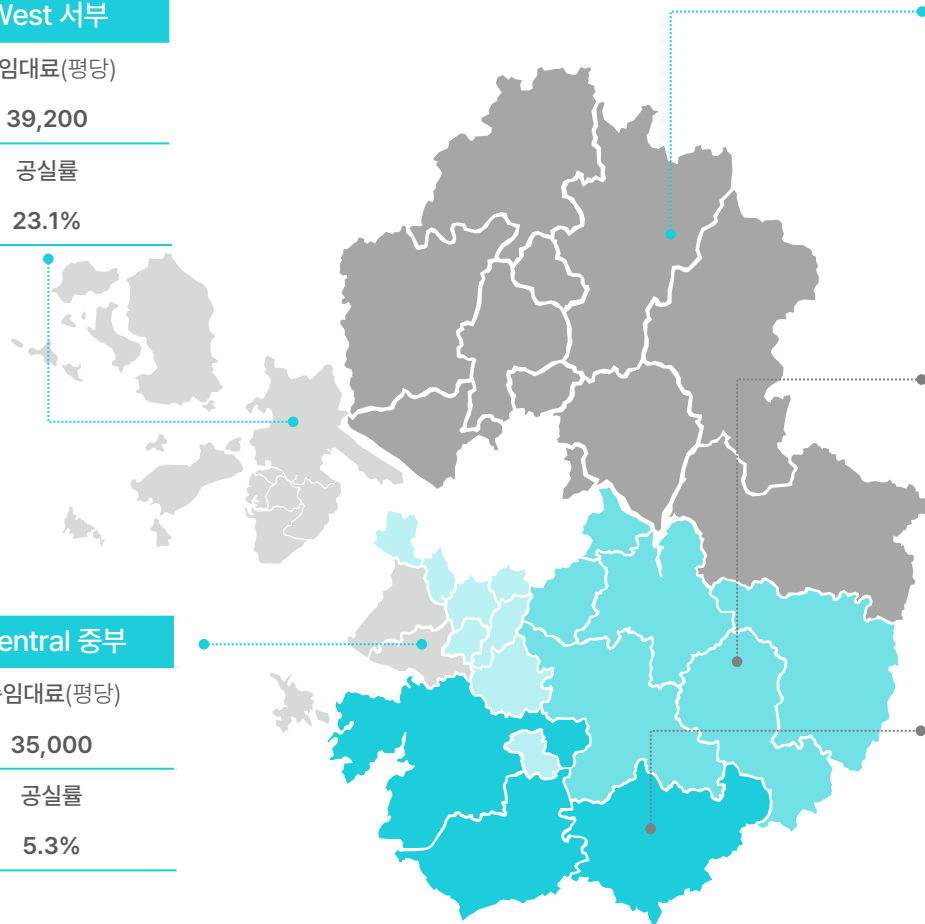 West 서부
임대료(평당)
39,200
공실률
23.1%
entral 중부
임대료(평당)
35,000
공실률
5.3%